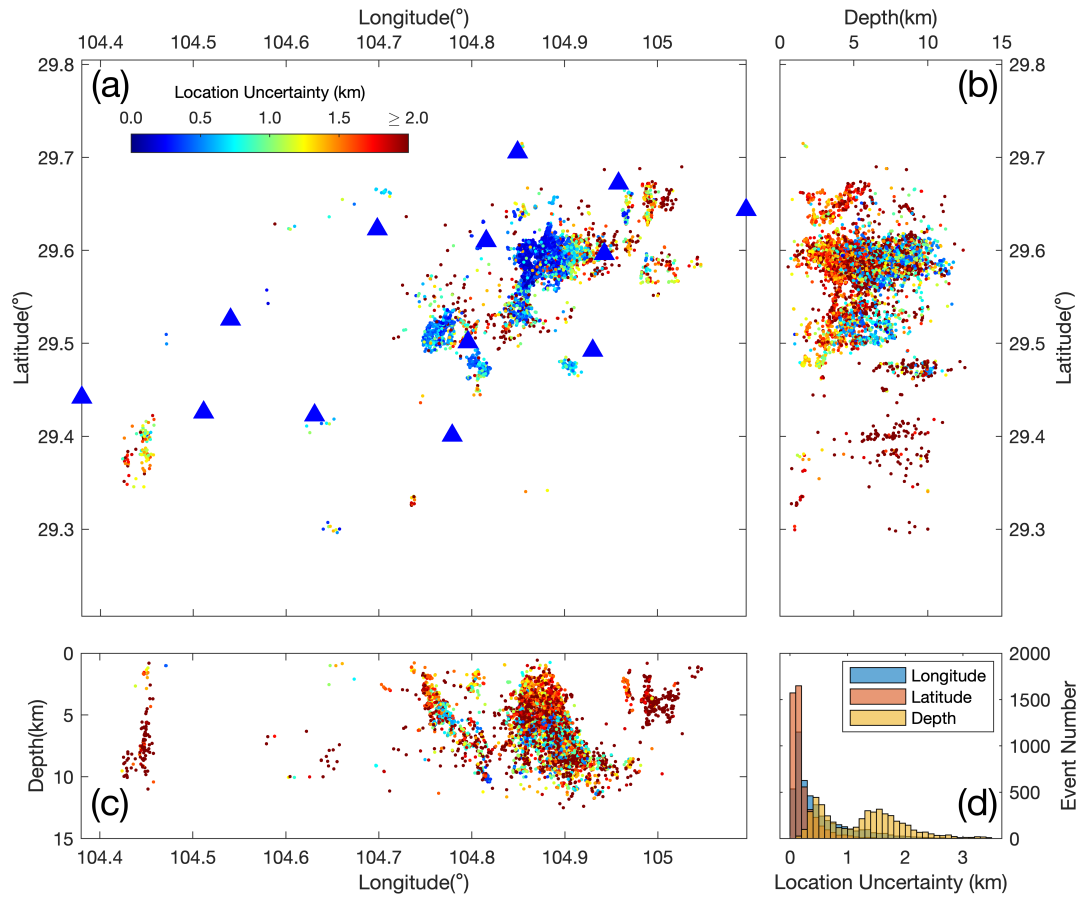 Longitude(°)
Depth(km)
104.4 104.5 104.6 104.7 104.8 104.9 105
0 5 10 15
(a)
(b)
Location Uncertainty (km)
0.0 0.5 1.0 1.5 ≥ 2.0
29.8
29.7
29.6
29.5
29.4
29.3
Latitude(°)
29.8
29.7
29.6
29.5
29.4
29.3
Latitude(°)
0
5
10
15
Depth(km)
(c)
104.4 104.5 104.6 104.7 104.8 104.9 105
Longitude(°)
Longitude
Latitude
Depth
(d)
2000
1500
1000
500
0
Event Number
0 1 2 3
Location Uncertainty (km)